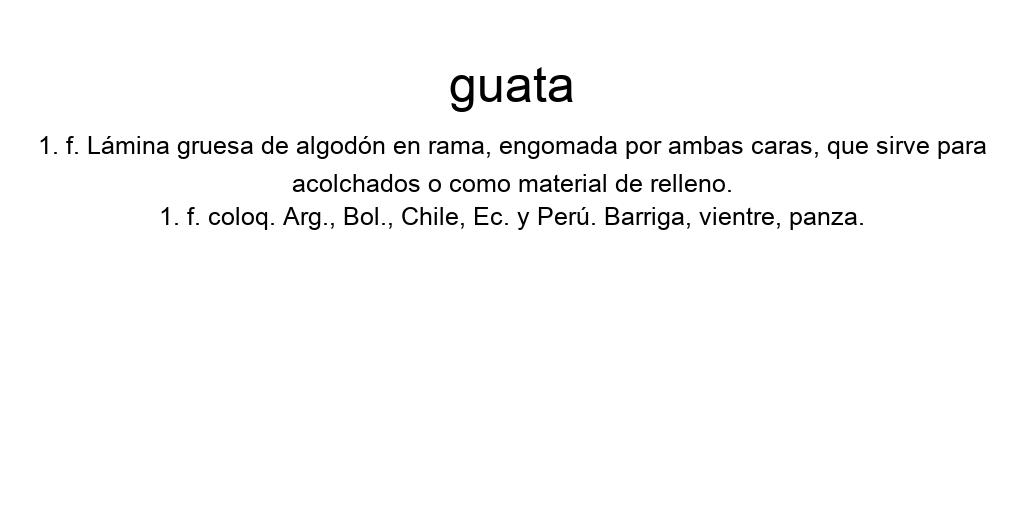 guata
1. f. Lámina gruesa de algodón en rama, engomada por ambas caras, que sirve para
acolchados o como material de relleno.
1. f. coloq. Arg., Bol., Chile, Ec. y Perú. Barriga, vientre, panza.